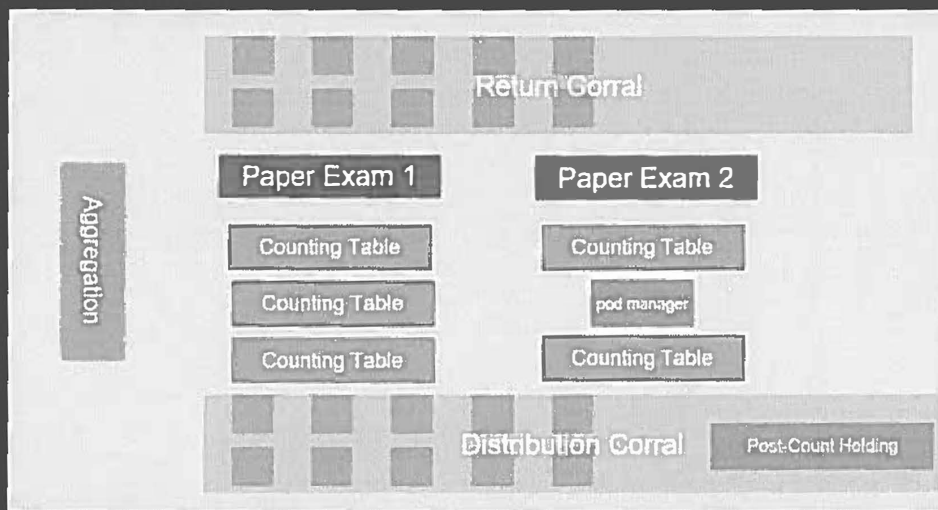 Return Corral
Paper Exam 1
Paper Exam 2
Aggregation
Counting Table
Counting Table
Counting Table
pod manager
Counting Table
Counting Table
Distribution Corral
Post-Count Holding